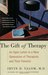 IRVIN D. YALOM, M.D.
The Gift of Therapy
An Open Letter to a New
Generation of Therapists
and Their Patients